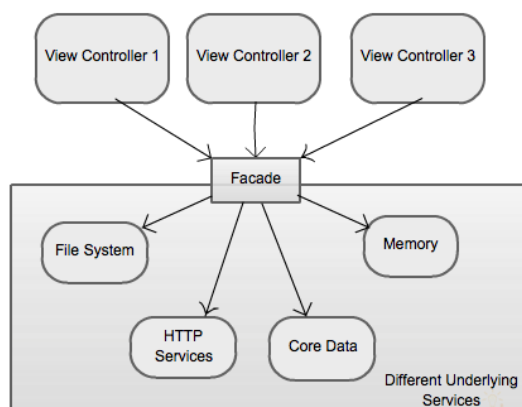 View Controller 1
View Controller 2
View Controller 3
Facade
File System
Memory
HTTP
Services
Core Data
Different Underlying
Services